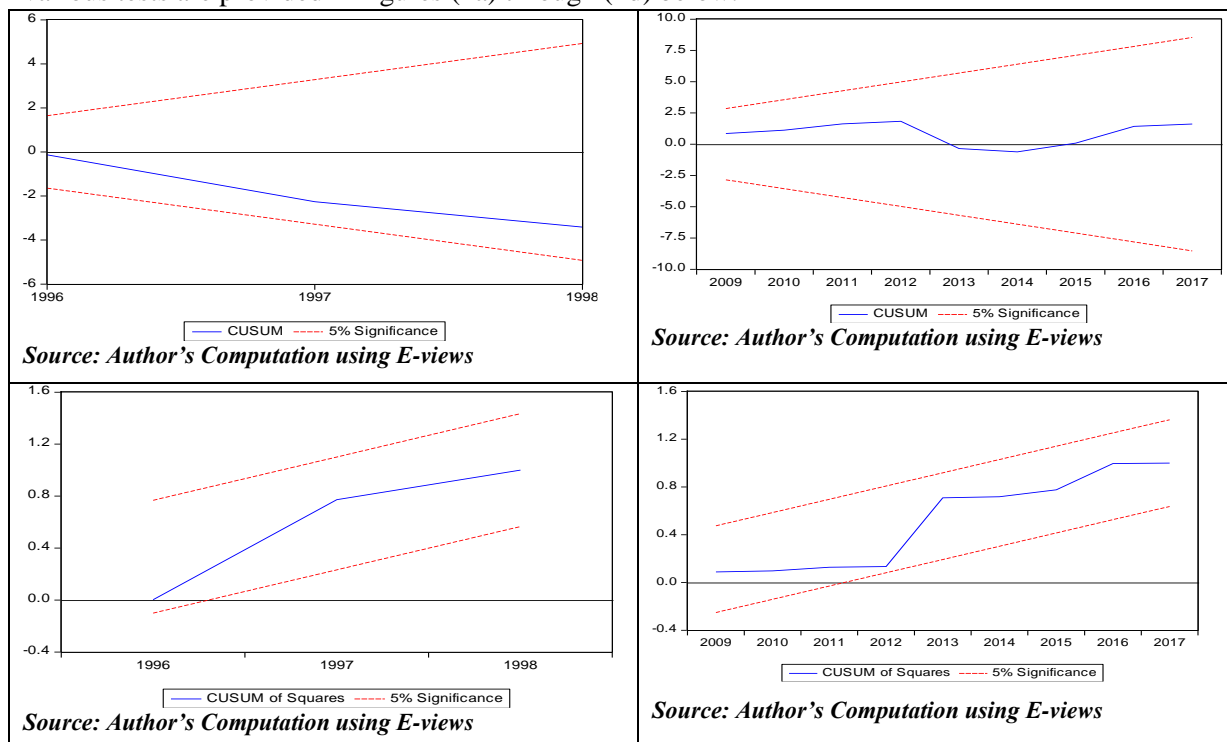 tests are provided
6
4
2
0
-2
-4
-6
1996 1997 1998
CUSUM 5% Significance
Source: Author's Computation using E-views
10.0
7.5
5.0
2.5
0.0
-2.5
-5.0
-7.5
-10.0
2009 2010 2011 2012 2013 2014 2015 2016 2017
CUSUM 5% Significance
Source: Author's Computation using E-views
1.6
1.2
0.8
0.4
0.0
-0.4
1996 1997 1998
CUSUM of Squares 5% Significance
Source: Author's Computation using E-views
1.6
1.2
0.8
0.4
0.0
-0.4
2009 2010 2011 2012 2013 2014 2015 2016 2017
CUSUM of Squares 5% Significance
Source: Author's Computation using E-views